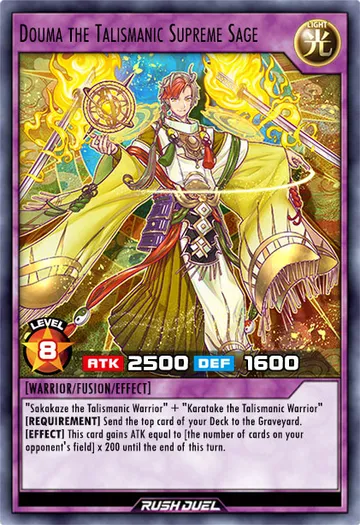 Douma the Talismanic Supreme Sage
LIGHT
光
LEVEL
8
ATK 2500 DEF 1600
[WARRIOR/FUSION/EFFECT]
"Sakakaze the Talismanic Warrior" + "Karatake the Talismanic Warrior"
[REQUIREMENT] Send the top card of your Deck to the Graveyard.
[EFFECT] This card gains ATK equal to [the number of cards on your
opponent's field] x 200 until the end of this turn.
RUSH DUEL